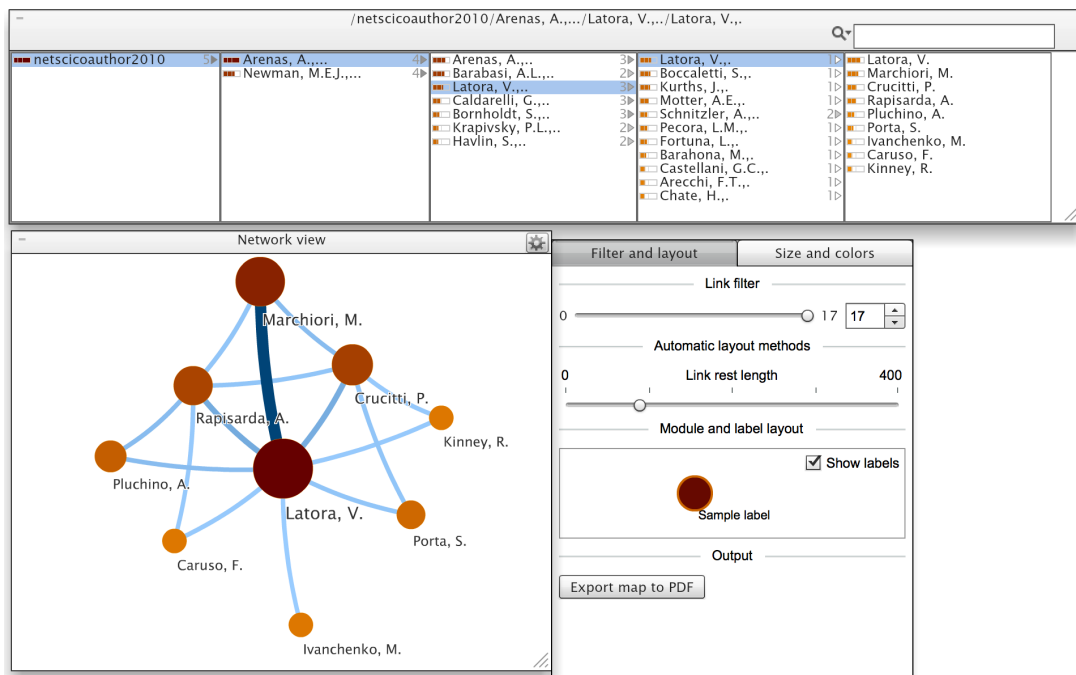 /netscicoauthor2010/Arenas, A.,.../Latora, V.,../Latora, V.,.
netscicoauthor2010 5
Arenas, A.,... 4
Newman, M.E.J.,... 4
Arenas, A.,.. 3
Barabasi, A.L.,.. 2
Latora, V.,.. 3
Caldarelli, G.,.. 3
Bornholdt, S.,.. 3
Krapivsky, P.L.,.. 2
Havlin, S.,.. 2
Latora, V.,. 1
Boccaletti, S.,. 1
Kurths, J.,. 1
Motter, A.E.,. 1
Schnitzler, A.,. 2
Pecora, L.M.,. 1
Fortuna, L.,. 1
Barahona, M.,. 1
Castellani, G.C.,. 1
Arecchi, F.T.,. 1
Chate, H.,. 1
Latora, V.
Marchiori, M.
Crucitti, P.
Rapisarda, A.
Pluchino, A.
Porta, S.
Ivanchenko, M.
Caruso, F.
Kinney, R.
Network view
Marchiori, M.
Crucitti, P.
Rapisarda, A.
Kinney, R.
Pluchino, A.
Latora, V.
Porta, S.
Caruso, F.
Ivanchenko, M.
Filter and layout
Size and colors
Link filter
0 17 17
Automatic layout methods
0 Link rest length 400
Module and label layout
Show labels
Sample label
Output
Export map to PDF